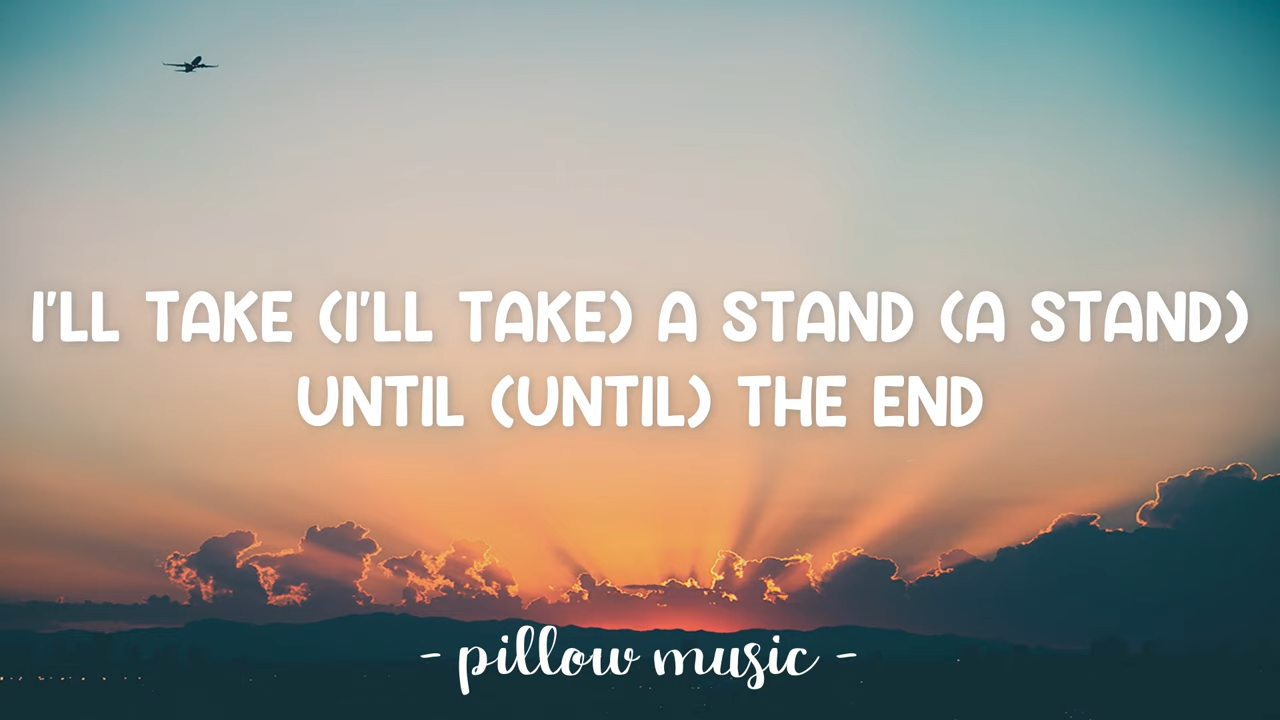 I'LL TAKE (I'LL TAKE) A STAND (A STAND)
UNTIL (UNTIL) THE END
- pillow music -